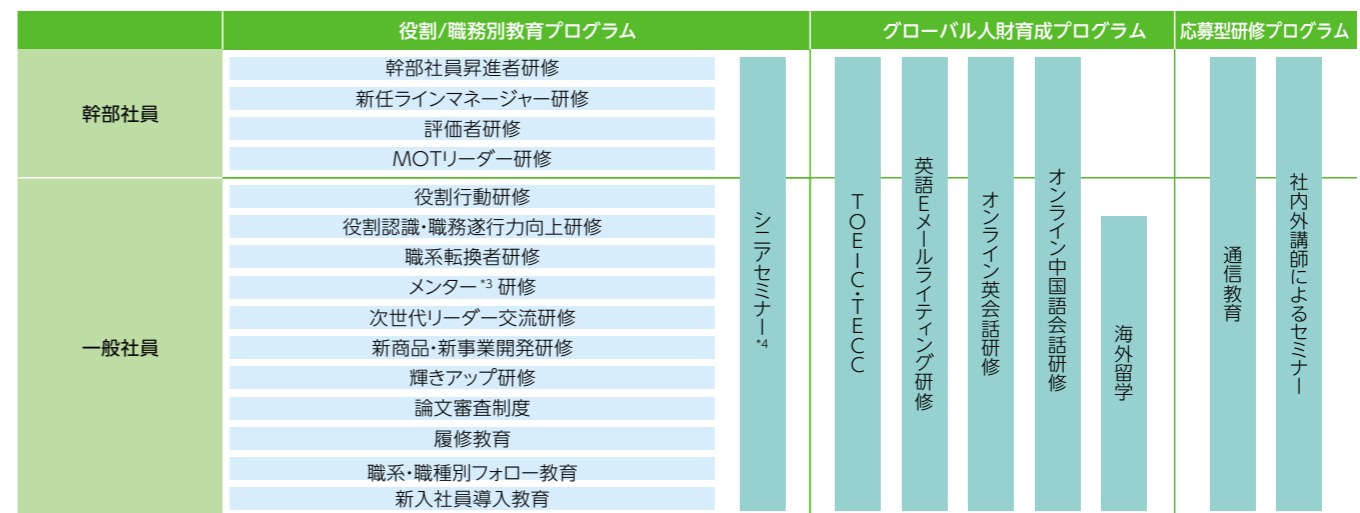 役割/職務別教育プログラム
グローバル人財育成プログラム
応募型研修プログラム
幹部社員
幹部社員昇進者研修
新任ラインマネージャー研修
評価者研修
MOTリーダー研修
一般社員
役割行動研修
役割認識・職務遂行力向上研修
職系転換者研修
メンター*3 研修
次世代リーダー交流研修
新商品・新事業開発研修
輝きアップ研修
論文審査制度
履修教育
職系・職種別フォロー教育
新入社員導入教育
シニアセミナー*4
TOEIC・TECC
英語Eメールライティング研修
オンライン英会話研修
オンライン中国語会話研修
海外留学
通信教育
社内外講師によるセミナー